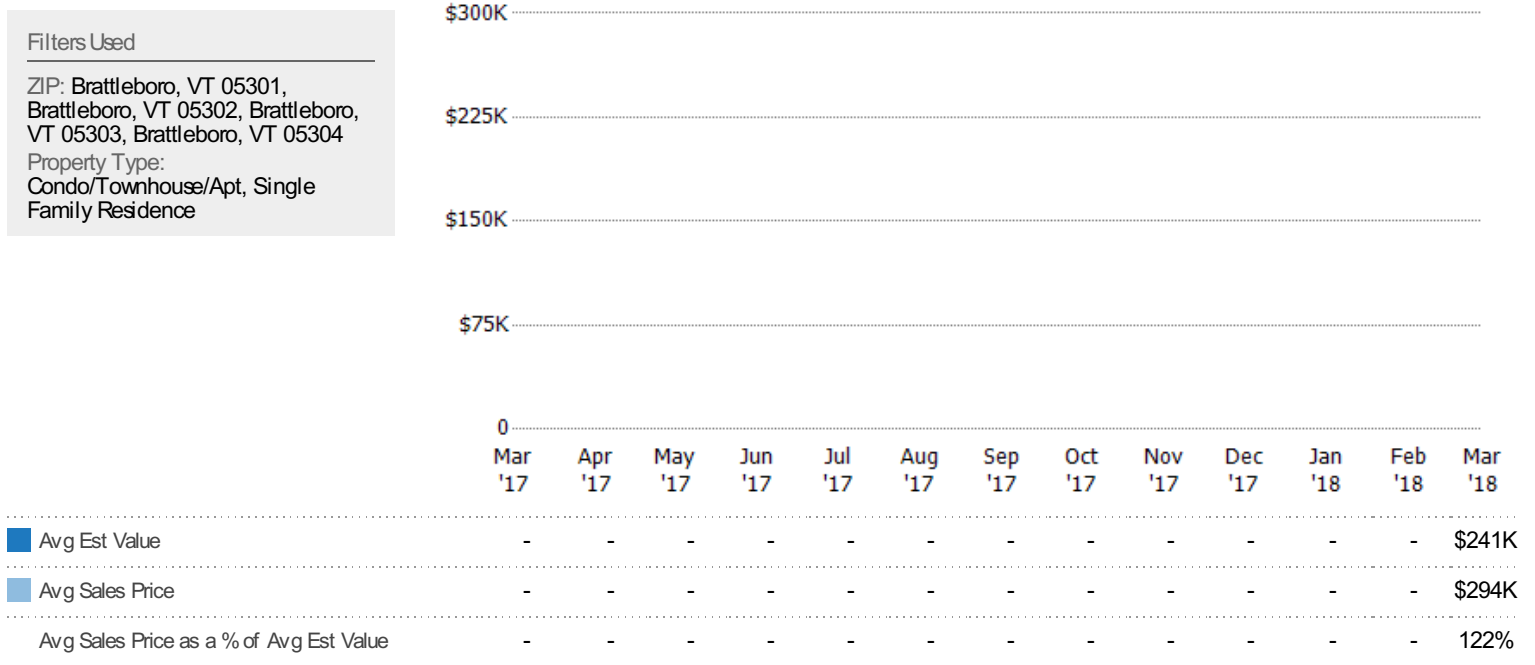 Filters Used
ZIP: Brattleboro, VT 05301,
Brattleboro, VT 05302, Brattleboro,
VT 05303, Brattleboro, VT 05304
Property Type:
Condo/Townhouse/Apt, Single
Family Residence
$300K
$225K
$150K
$75K
0
Mar Apr May Jun Jul Aug Sep Oct Nov Dec Jan Feb Mar
'17 '17 '17 '17 '17 '17 '17 '17 '17 '17 '18 '18 '18
Avg Est Value - - - - - - - - - - - - $241K
Avg Sales Price - - - - - - - - - - - - $294K
Avg Sales Price as a % of Avg Est Value - - - - - - - - - - - - 122%